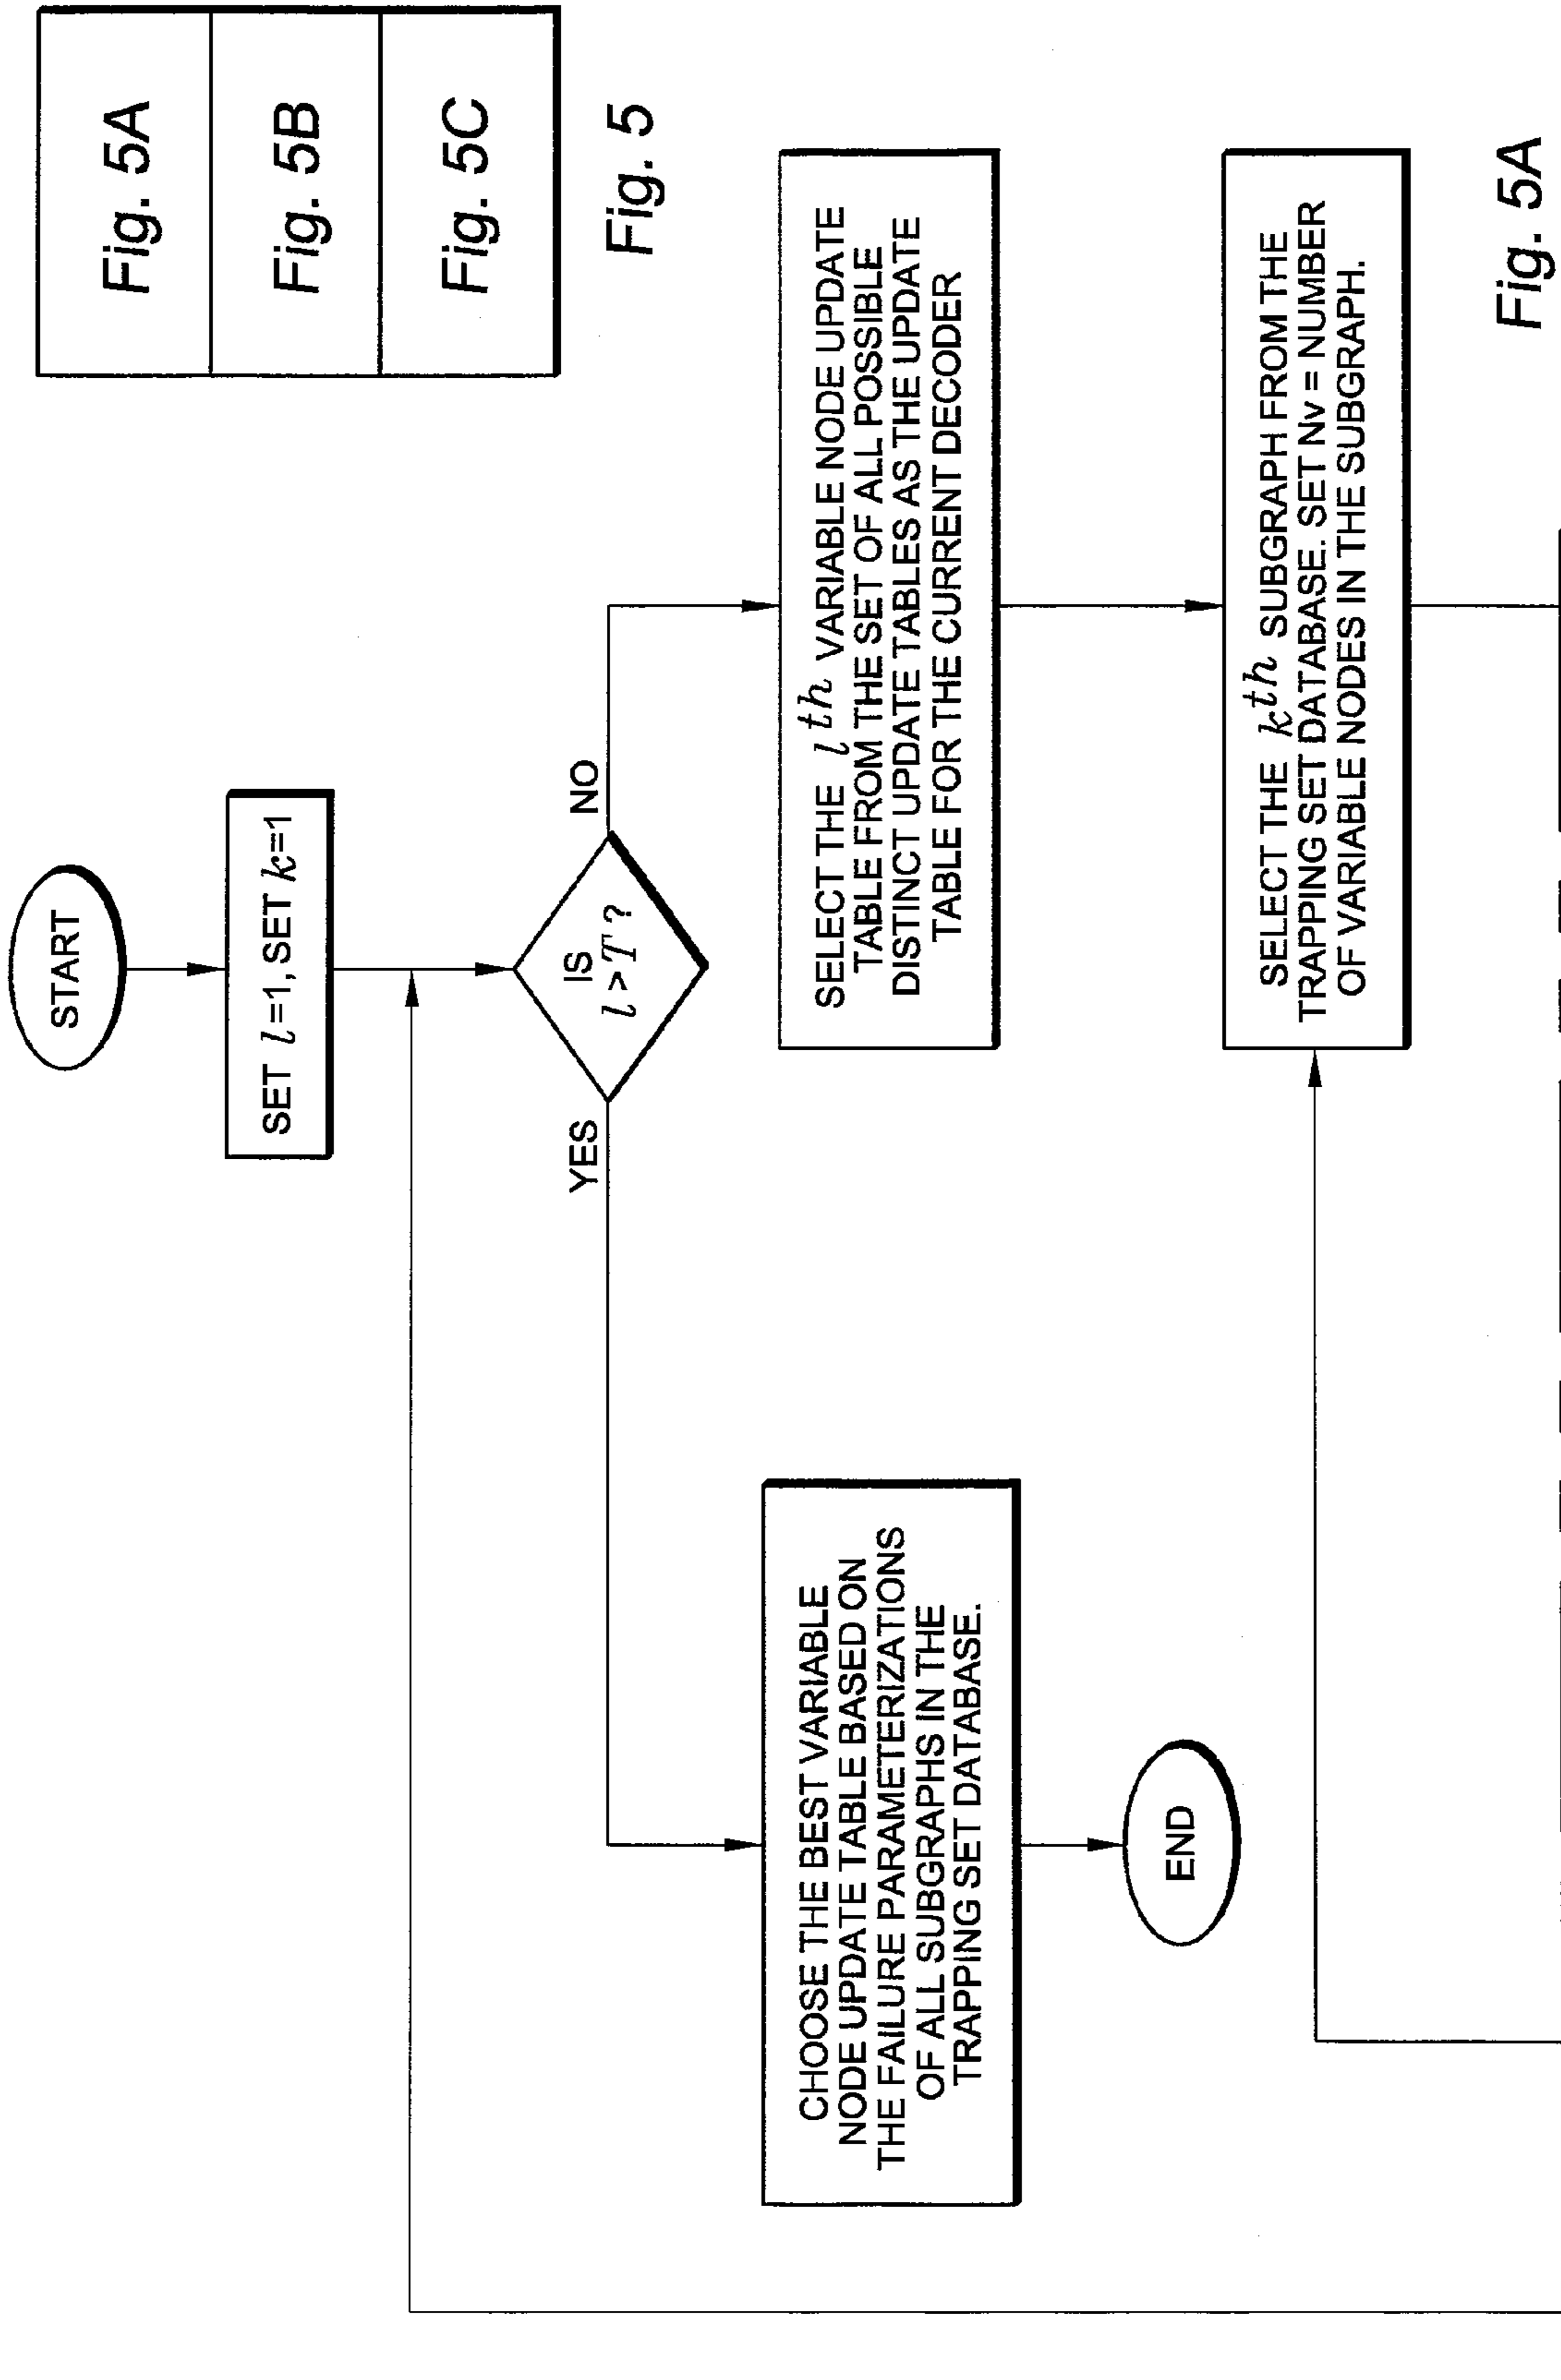 START
SET l=1, SET k=1
IS
l > T ?
YES
NO
CHOOSE THE BEST VARIABLE
NODE UPDATE TABLE BASED ON
THE FAILURE PARAMETERIZATIONS
OF ALL SUBGRAPHS IN THE
TRAPPING SET DATABASE.
END
SELECT THE l th VARIABLE NODE UPDATE
TABLE FROM THE SET OF ALL POSSIBLE
DISTINCT UPDATE TABLES AS THE UPDATE
TABLE FOR THE CURRENT DECODER
SELECT THE k th SUBGRAPH FROM THE
TRAPPING SET DATABASE. SET Nv = NUMBER
OF VARIABLE NODES IN THE SUBGRAPH.
Fig. 5A
Fig. 5B
Fig. 5C
Fig. 5
Fig. 5A